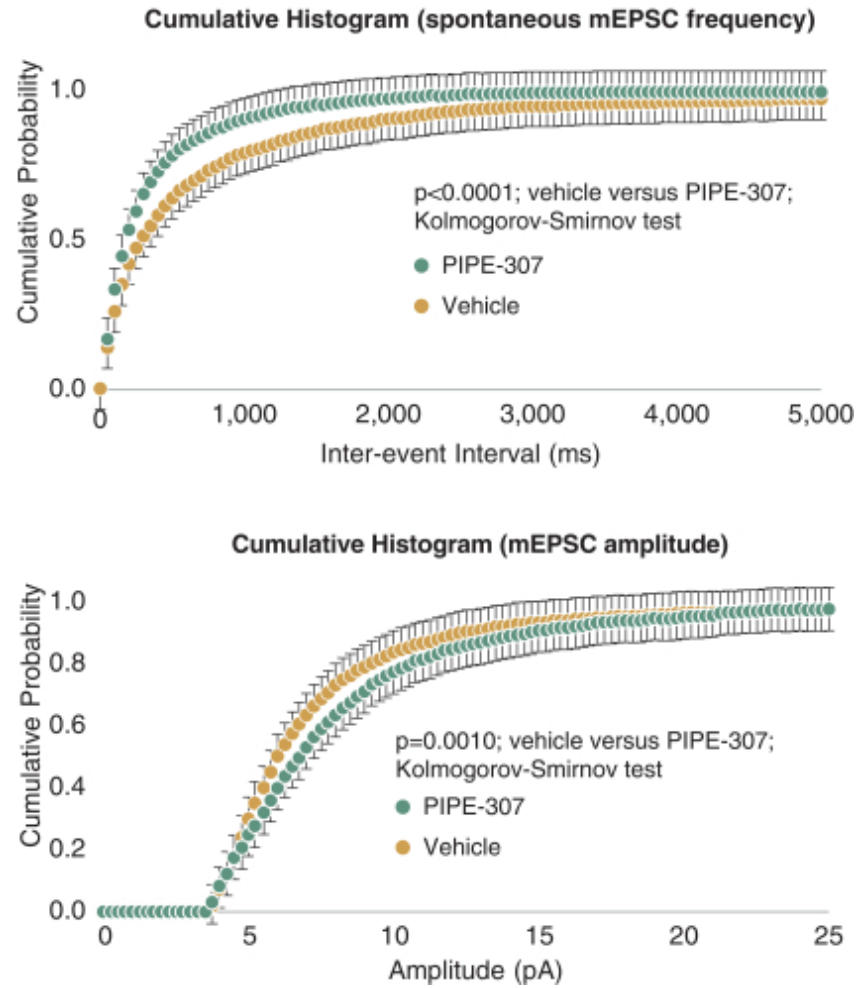 Cumulative Histogram (spontaneous mEPSC frequency)
Cumulative Probability
1.0
0.5
0.0
p<0.0001; vehicle versus PIPE-307;
Kolmogorov-Smirnov test
PIPE-307
Vehicle
0 1,000 2,000 3,000 4,000 5,000
Inter-event Interval (ms)
Cumulative Histogram (mEPSC amplitude)
Cumulative Probability
1.0
0.8
0.6
0.4
0.2
0.0
p=0.0010; vehicle versus PIPE-307;
Kolmogorov-Smirnov test
PIPE-307
Vehicle
0 5 10 15 20 25
Amplitude (pA)